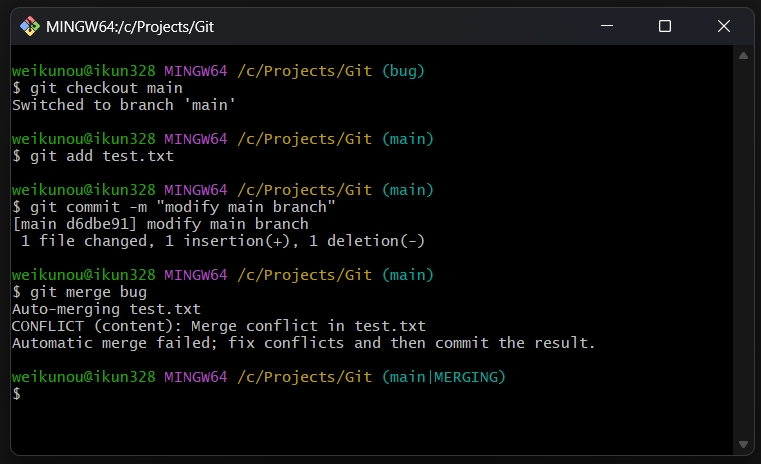 MINGW64:/c/Projects/Git
weikunou@ikun328 MINGW64 /c/Projects/Git (bug)
$ git checkout main
Switched to branch 'main'
weikunou@ikun328 MINGW64 /c/Projects/Git (main)
$ git add test.txt
weikunou@ikun328 MINGW64 /c/Projects/Git (main)
$ git commit -m "modify main branch"
[main d6dbe91] modify main branch
 1 file changed, 1 insertion(+), 1 deletion(-)
weikunou@ikun328 MINGW64 /c/Projects/Git (main)
$ git merge bug
Auto-merging test.txt
CONFLICT (content): Merge conflict in test.txt
Automatic merge failed; fix conflicts and then commit the result.
weikunou@ikun328 MINGW64 /c/Projects/Git (main|MERGING)
$